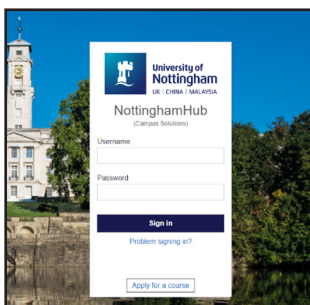 University of
Nottingham
UK | CHINA | MALAYSIA
NottinghamHub
(Campus Solutions)
Username
Password
Sign in
Problem signing in?
Apply for a course